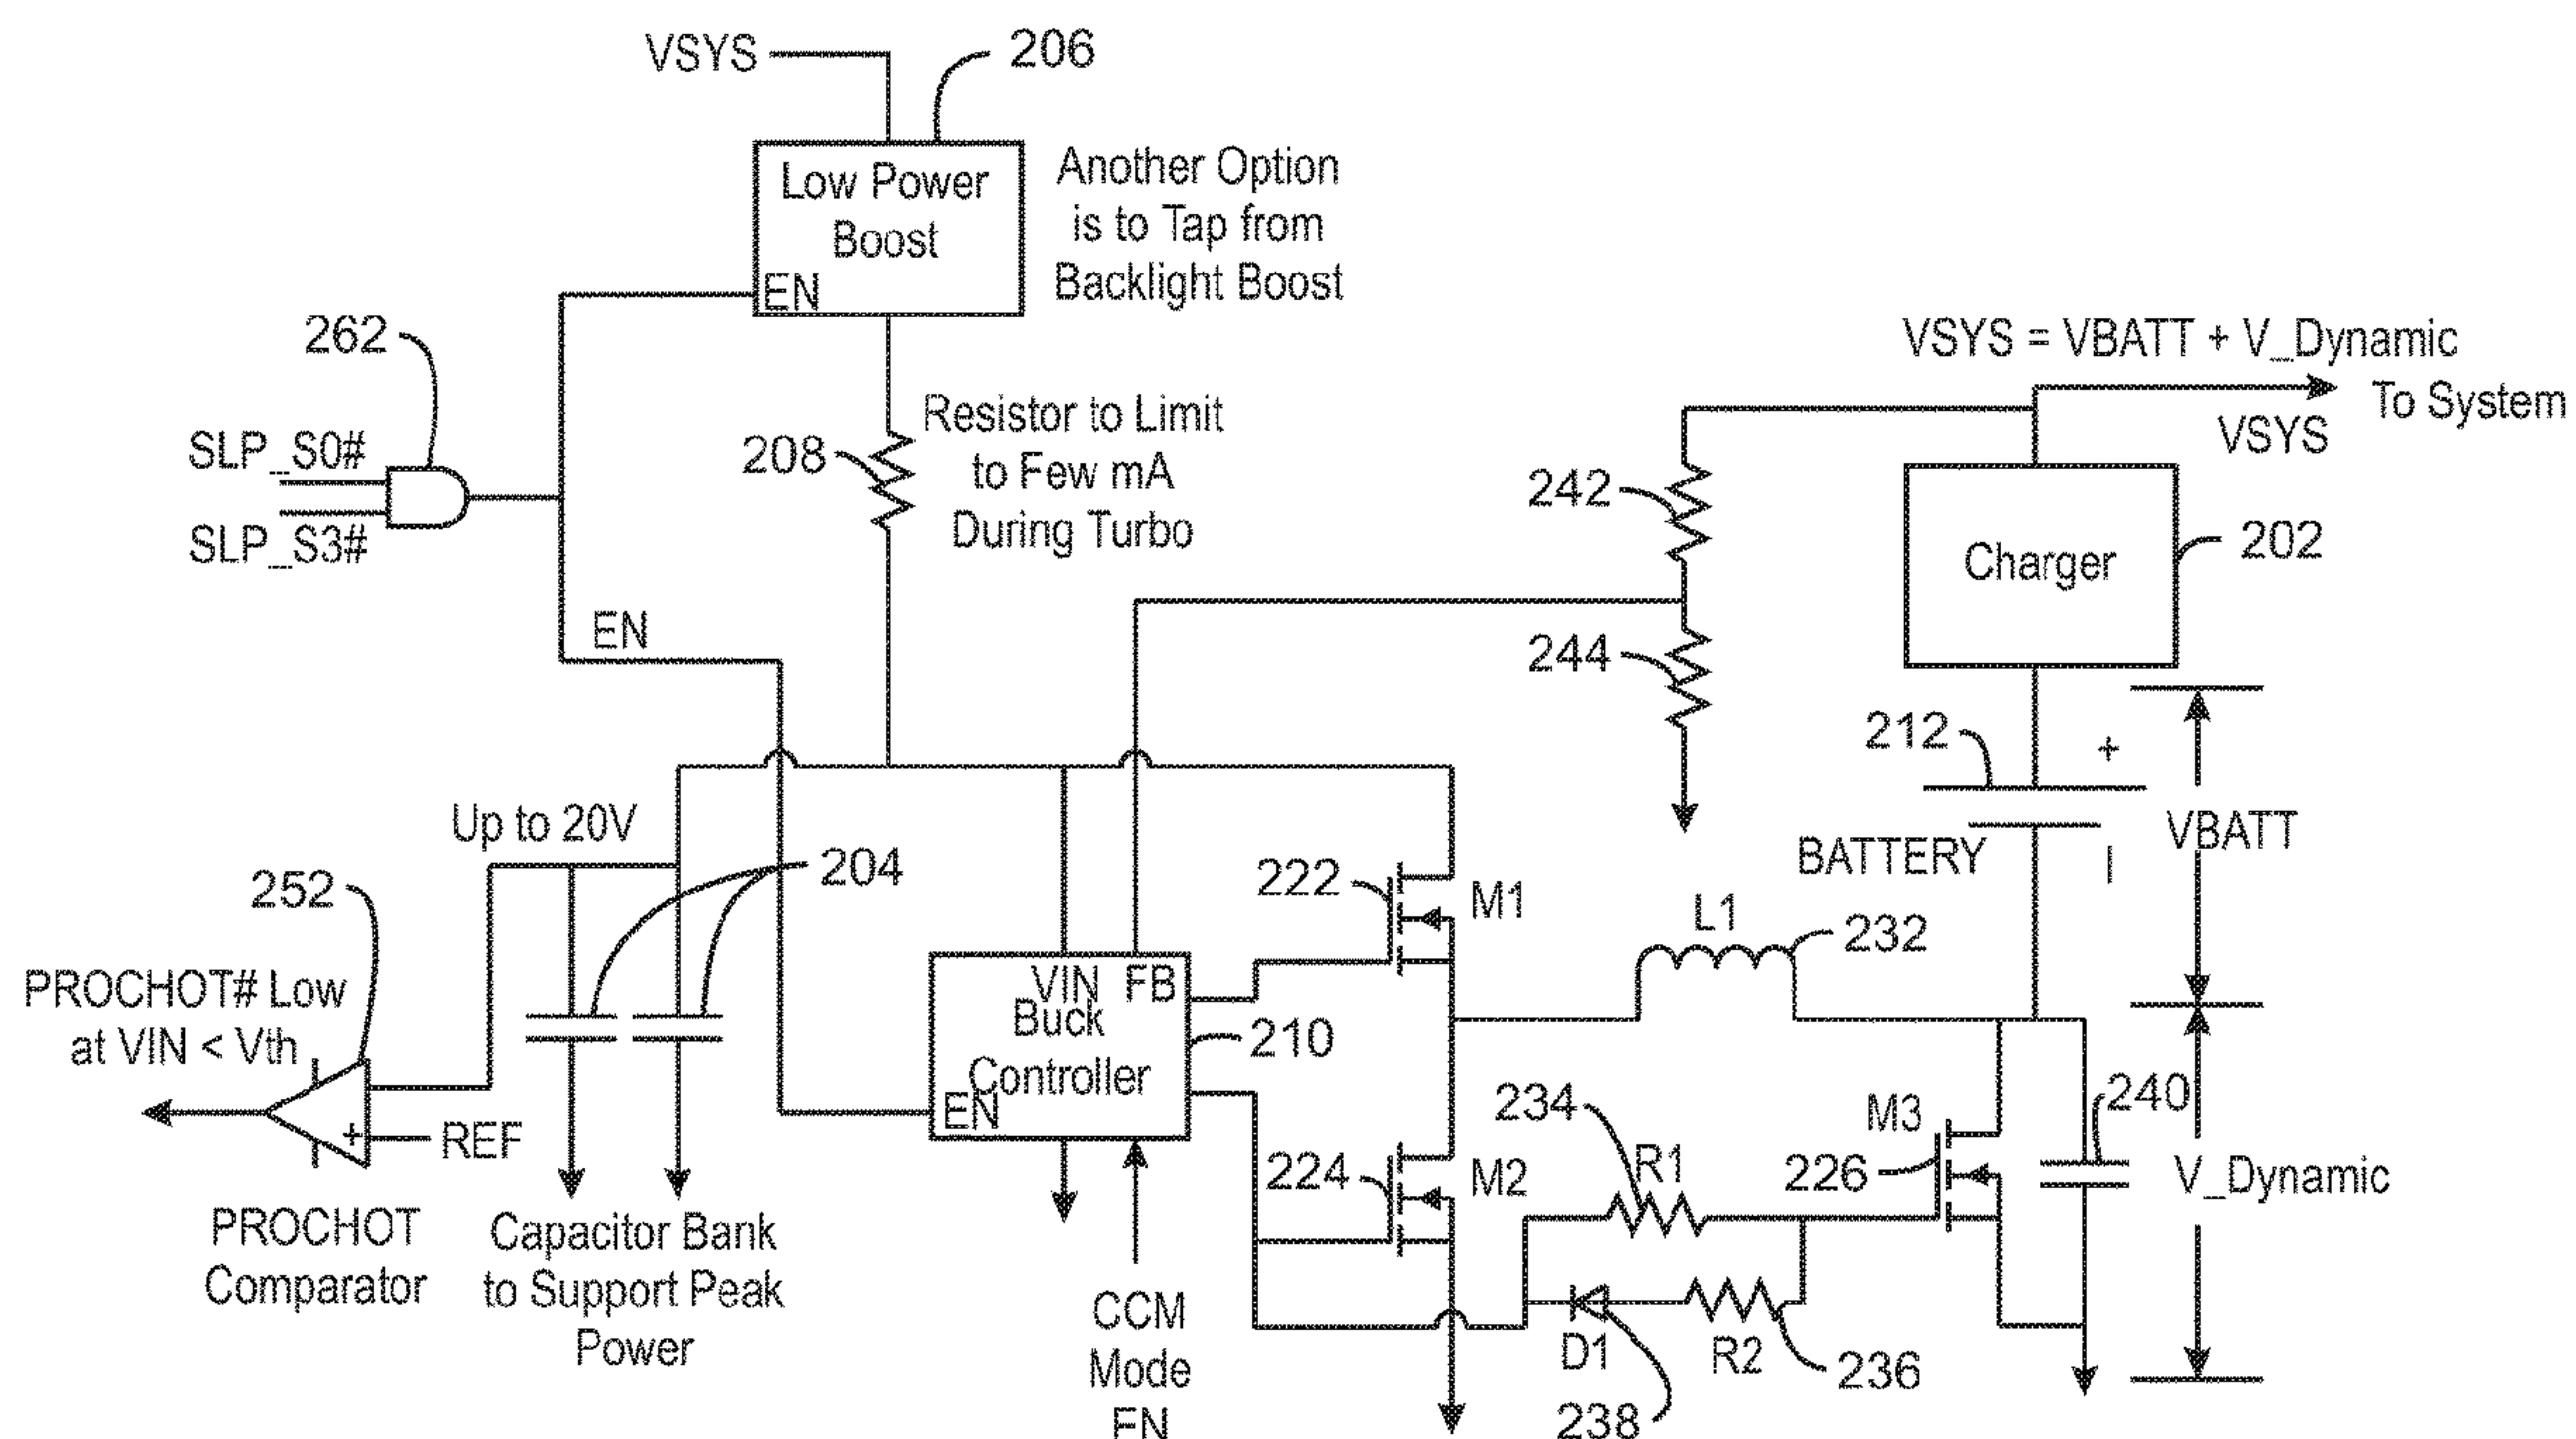 VSYS
206
Low Power
Boost
EN
Another Option
is to Tap from
Backlight Boost
262
SLP_S0#
SLP_S3#
208
Resistor to Limit
to Few mA
During Turbo
EN
VSYS = VBATT + V_Dynamic
To System
VSYS
242
244
Charger
202
212
+
BATTERY
VBATT
Up to 20V
204
252
PROCHOT# Low
at VIN < Vth
+
REF
PROCHOT
Comparator
Capacitor Bank
to Support Peak
Power
VIN FB
Buck
Controller
EN
210
CCM
Mode
EN
222
M1
224
M2
L1
232
234
R1
D1
238
R2
236
M3
226
240
V_Dynamic